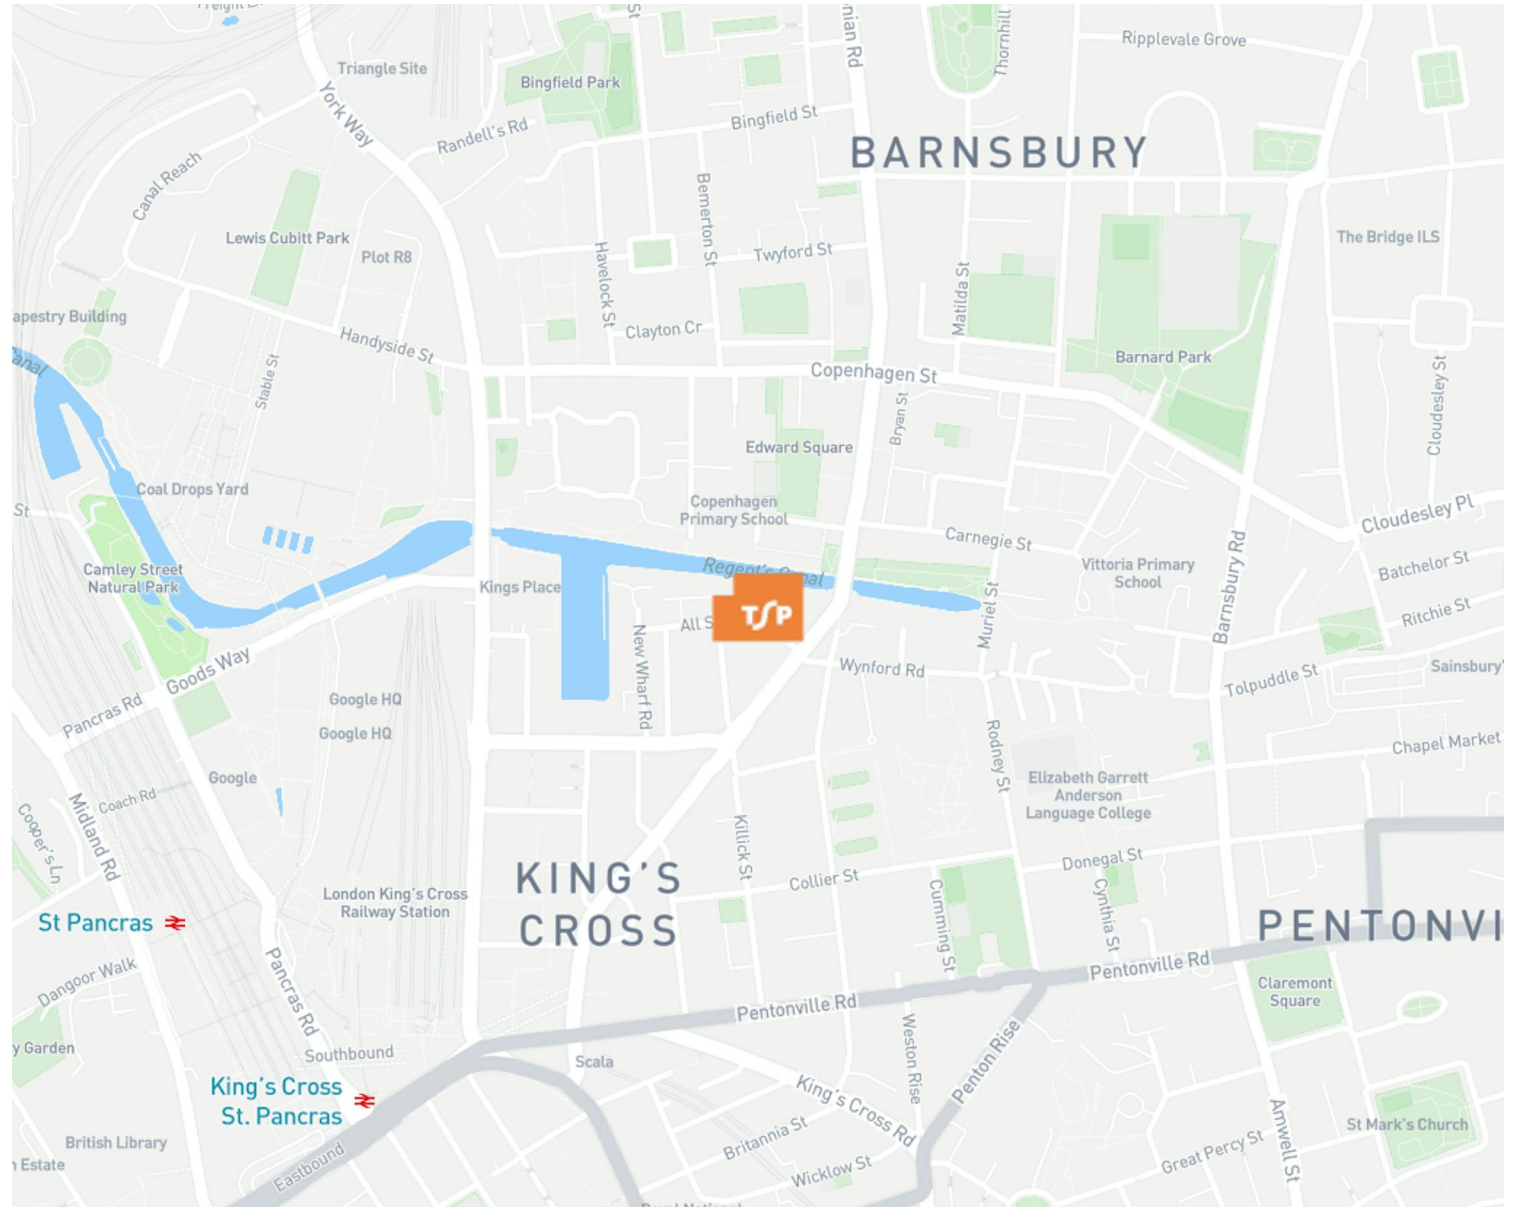 Triangle Site
York Way
Bingfield Park
Randell's Rd
Bingfield St
Thornhill
Ripplevale Grove
BARNSBURY
Canal Reach
Lewis Cubitt Park
Plot R8
Bemerton St
Havelock St
Twyford St
Matilda St
The Bridge ILS
apestry Building
Handyside St
Clayton Cr
Stable St
Copenhagen St
Barnard Park
anal
Bryan St
Cloudesley St
Edward Square
Coal Drops Yard
St
Copenhagen
Primary School
Cloudesley Pl
Carnegie St
Barnsbury Rd
Camley Street
Natural Park
Kings Place
Regent's Canal
Vittoria Primary
School
Batchelor St
TSP
All S
Muriel St
Ritchie St
New Wharf Rd
Goods Way
Wynford Rd
Tolpuddle St
Sainsbury'
Pancras Rd
Google HQ
Google HQ
Rodney St
Chapel Market
Google
Coach Rd
Midland Rd
Cooper's Ln
Elizabeth Garrett
Anderson
Language College
Killick St
Donegal St
KING'S
CROSS
Collier St
Cumming St
Cynthia St
London King's Cross
Railway Station
St Pancras
PENTONVI
Dangoor Walk
Pancras Rd
Pentonville Rd
Pentonville Rd
Claremont
Square
y Garden
Southbound
Scala
Weston Rise
Penton Rise
King's Cross
St. Pancras
King's Cross Rd
Amwell St
St Mark's Church
British Library
Britannia St
Great Percy St
Estate
Eastbound
Wicklow St